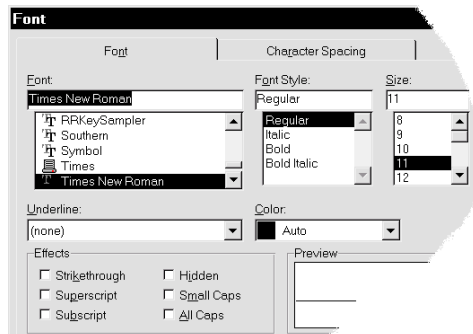 Font
Font Character Spacing
Font: Font Style: Size:
Times New Roman Regular 11
RRKeySampler Regular 8
Southern Italic 9
Symbol Bold 10
Times Bold Italic 11
Times New Roman 12
Underline: Color:
(none) Auto
Effects Preview
Strikethrough Hidden
Superscript Small Caps
Subscript All Caps